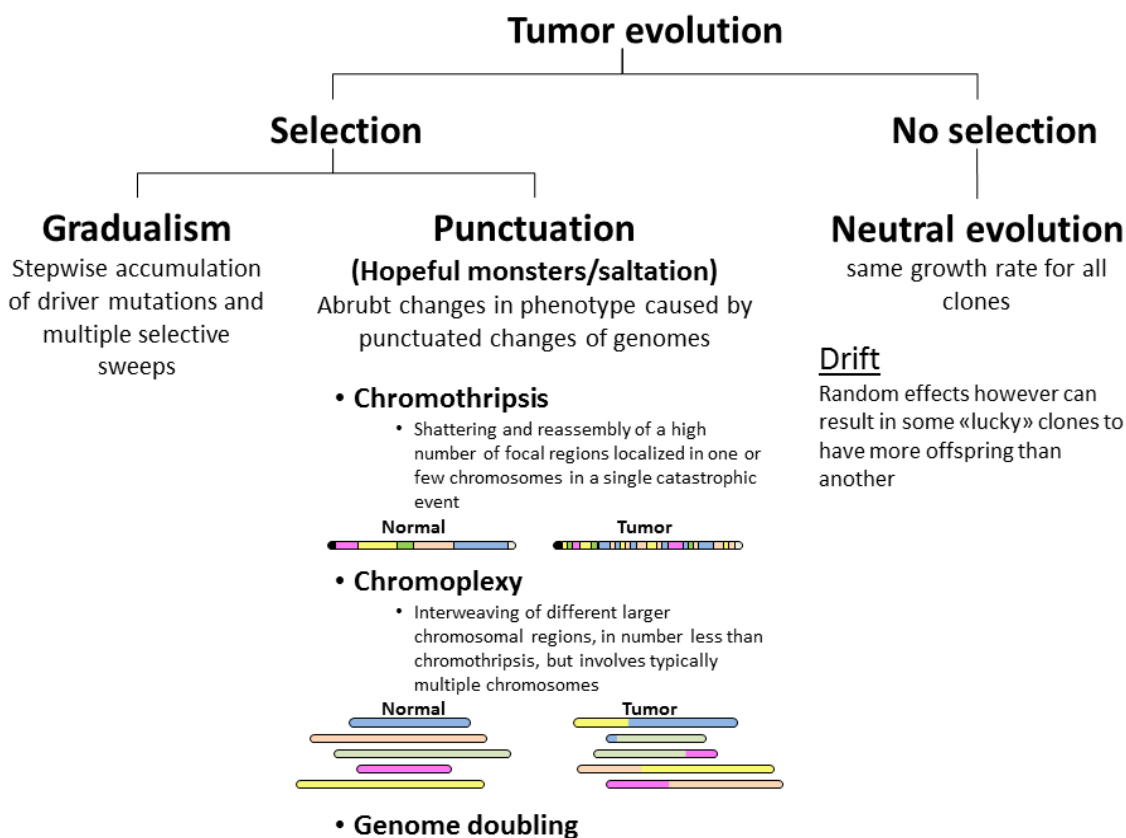 Tumor evolution
Selection
No selection
Gradualism
Stepwise accumulation
of driver mutations and
multiple selective
sweeps
Punctuation
(Hopeful monsters/saltation)
Abrubt changes in phenotype caused by
punctuated changes of genomes
• Chromothripsis
• Shattering and reassembly of a high
number of focal regions localized in one or
few chromosomes in a single catastrophic
event
Normal
Tumor
• Chromoplexy
• Interweaving of different larger
chromosomal regions, in number less than
chromothripsis, but involves typically
multiple chromosomes
Normal
Tumor
• Genome doubling
Neutral evolution
same growth rate for all
clones
Drift
Random effects however can
result in some «lucky» clones to
have more offspring than
another